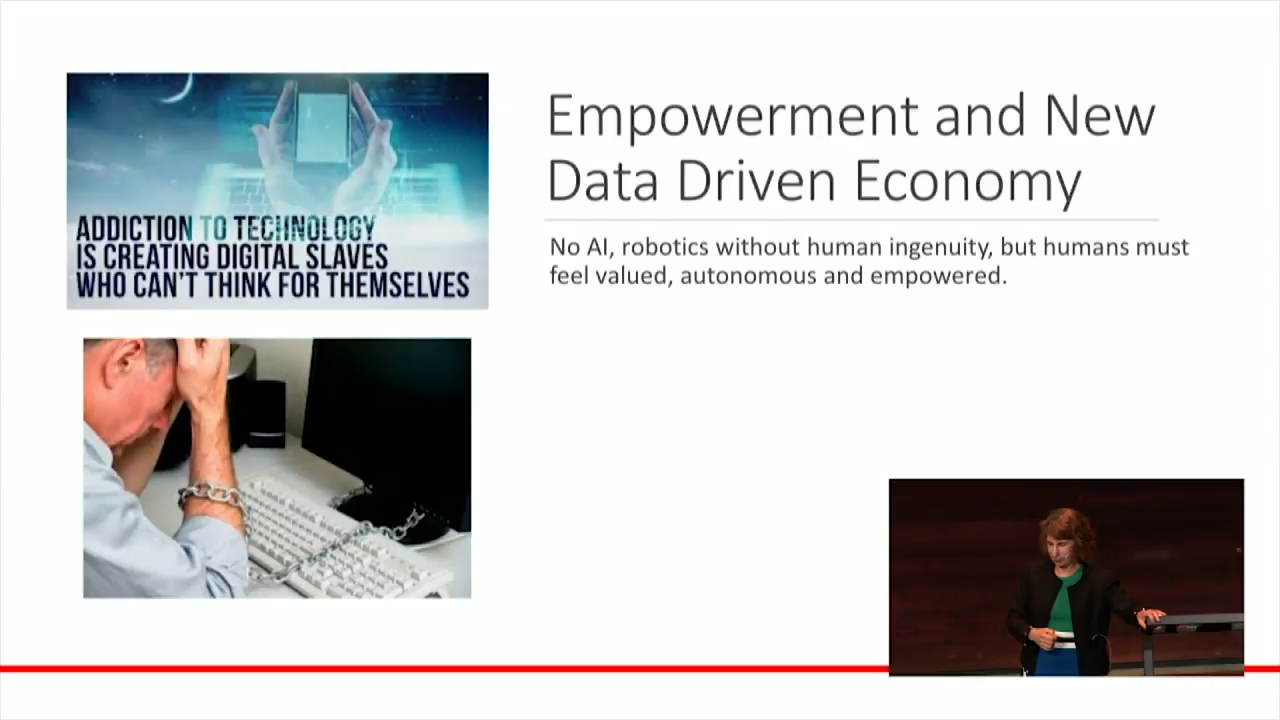 ADDICTION TO TECHNOLOGY
IS CREATING DIGITAL SLAVES
WHO CAN'T THINK FOR THEMSELVES
Empowerment and New
Data Driven Economy
No AI, robotics without human ingenuity, but humans must
feel valued, autonomous and empowered.